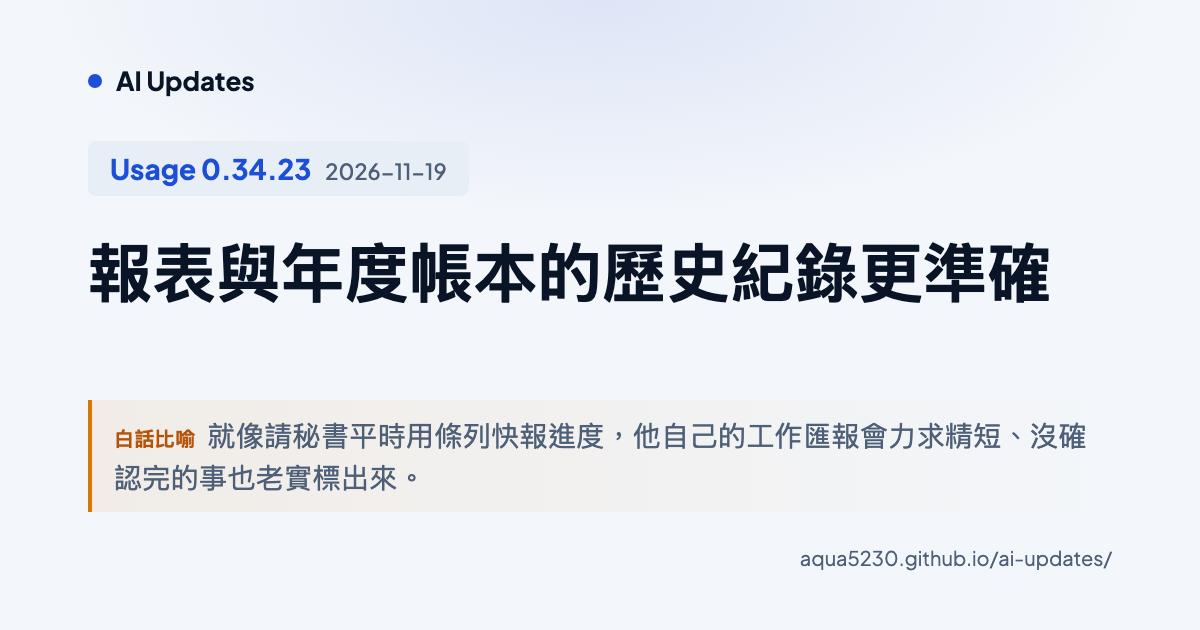 AI Updates
Usage 0.34.23 2026-11-19
報表與年度帳本的歷史紀錄更準確
白話比喻 就像請秘書平時用條列快報進度，他自己的工作匯報會力求精短、沒確
認完的事也老實標出來。
aqua5230.github.io/ai-updates/